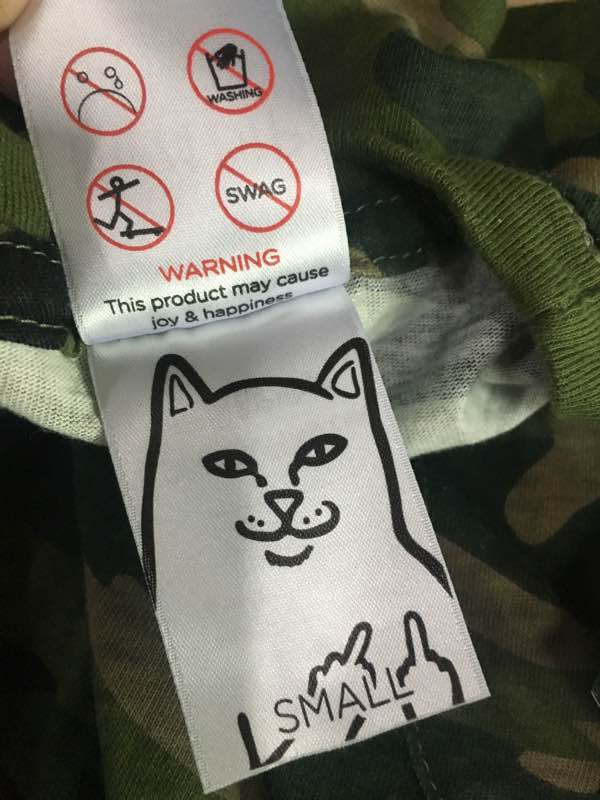 WASHING
SWAG
WARNING
This product may cause
joy & happiness
SMALL